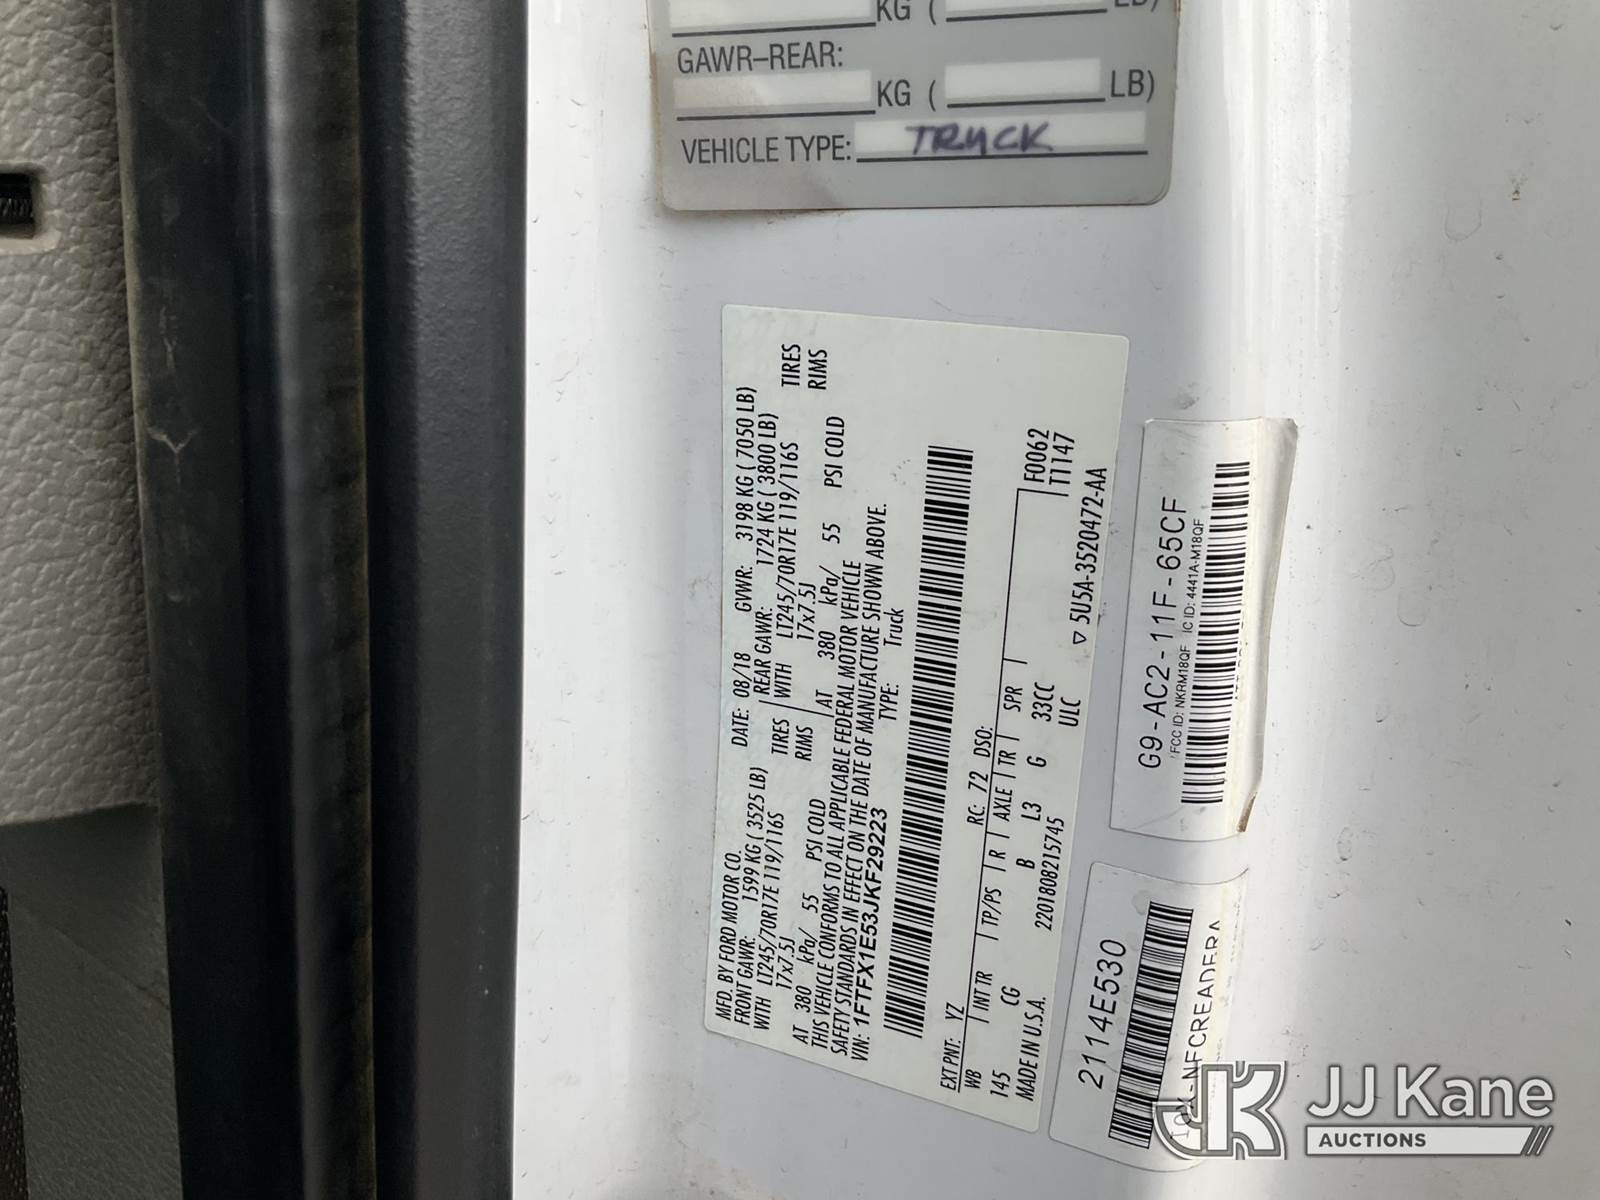 KG ( LB)
GAWR–REAR:
KG ( LB)
VEHICLE TYPE: TRUCK
MFD. BY FORD MOTOR CO.
DATE: 08/18 GVWR: 3198 KG ( 7050 LB)
FRONT GAWR: 1599 KG ( 3525 LB)
REAR GAWR: 1724 KG ( 3800 LB)
WITH LT245/70R17E 119/116S TIRES
WITH LT245/70R17E 119/116S TIRES
17x7.5J RIMS
17x7.5J RIMS
AT 380 kPa/ 55 PSI COLD
AT 380 kPa/ 55 PSI COLD
THIS VEHICLE CONFORMS TO ALL APPLICABLE FEDERAL MOTOR VEHICLE
SAFETY STANDARDS IN EFFECT ON THE DATE OF MANUFACTURE SHOWN ABOVE.
VIN: 1FTFX1E53JKF29223
TYPE: Truck
EXT PNT: YZ RC: 72 DSO:
WB INT TR TP/PS R AXLE TR SPR F0062
T1147
145 CG B L3 G 33CC
MADE IN U.S.A. 2201808215745 ULC
▽ 5U5A-3520472-AA
G9-AC2-11F-65CF
FCC ID: NKRM18QF IC ID: 4441A-M18QF
2114E530
JJ Kane
AUCTIONS